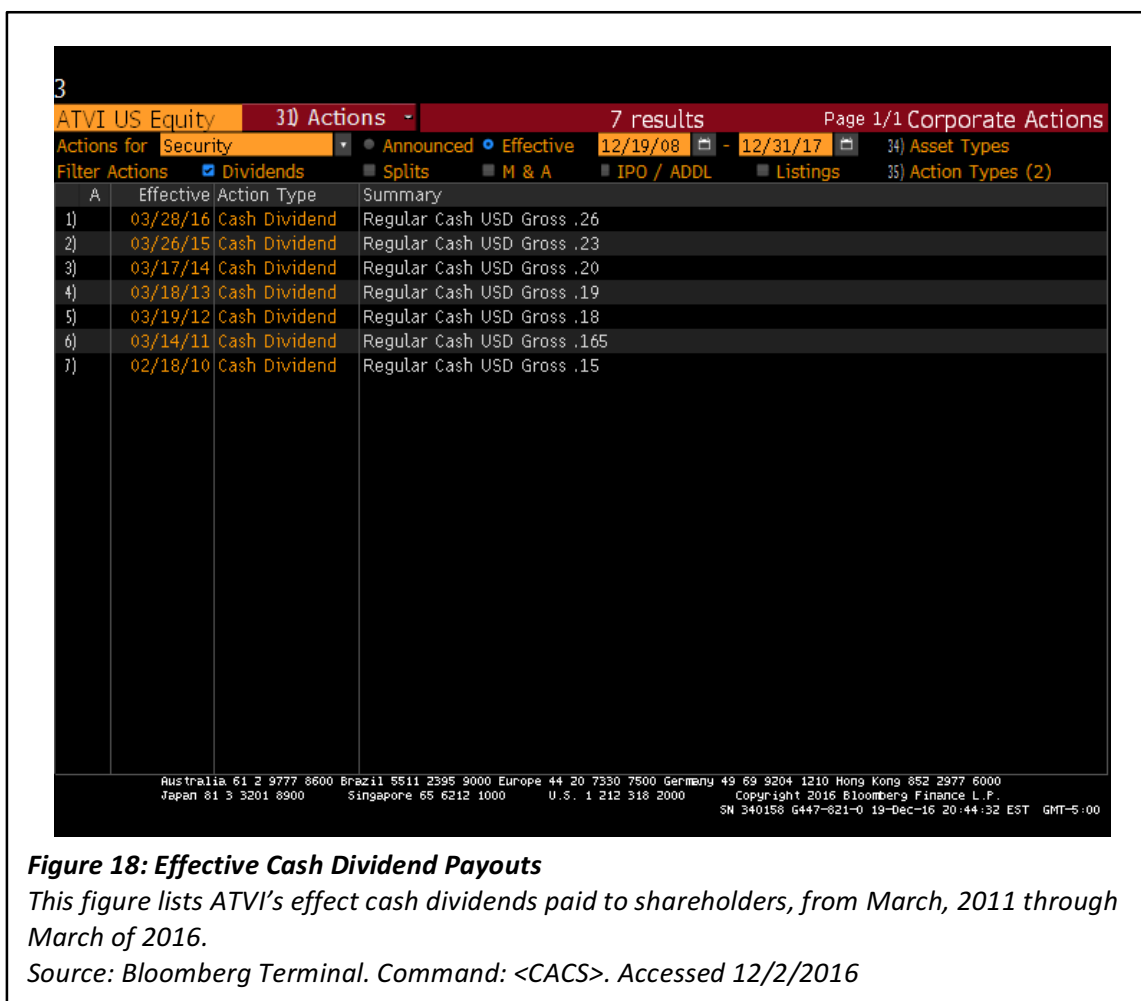 3
ATVI US Equity 31) Actions 7 results Page 1/1 Corporate Actions
Actions for Security Announced Effective 12/19/08 - 12/31/17 34) Asset Types
Filter Actions Dividends Splits M & A IPO / ADDL Listings 35) Action Types (2)
A Effective Action Type Summary
1) 03/28/16 Cash Dividend Regular Cash USD Gross .26
2) 03/26/15 Cash Dividend Regular Cash USD Gross .23
3) 03/17/14 Cash Dividend Regular Cash USD Gross .20
4) 03/18/13 Cash Dividend Regular Cash USD Gross .19
5) 03/19/12 Cash Dividend Regular Cash USD Gross .18
6) 03/14/11 Cash Dividend Regular Cash USD Gross .165
7) 02/18/10 Cash Dividend Regular Cash USD Gross .15
Australia 61 2 9777 8600 Brazil 5511 2395 9000 Europe 44 20 7330 7500 Germany 49 69 9204 1210 Hong Kong 852 2977 6000
Japan 81 3 3201 8900 Singapore 65 6212 1000 U.S. 1 212 318 2000 Copyright 2016 Bloomberg Finance L.P.
SN 340158 G447-821-0 19-Dec-16 20:44:32 EST GMT-5:00
Figure 18: Effective Cash Dividend Payouts
This figure lists ATVI's effect cash dividends paid to shareholders, from March, 2011 through
March of 2016.
Source: Bloomberg Terminal. Command: <CACS>. Accessed 12/2/2016